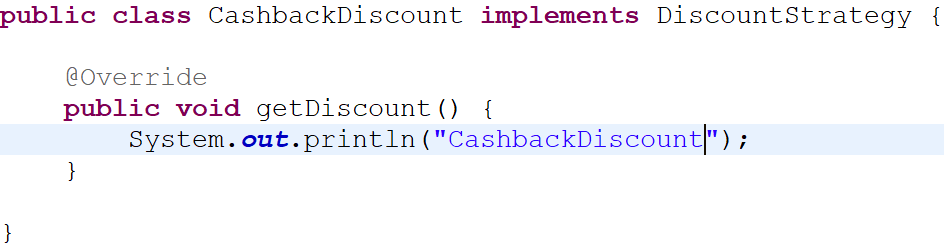 public class CashbackDiscount implements DiscountStrategy {
@Override
public void getDiscount() {
System.out.println("CashbackDiscount");
}
}